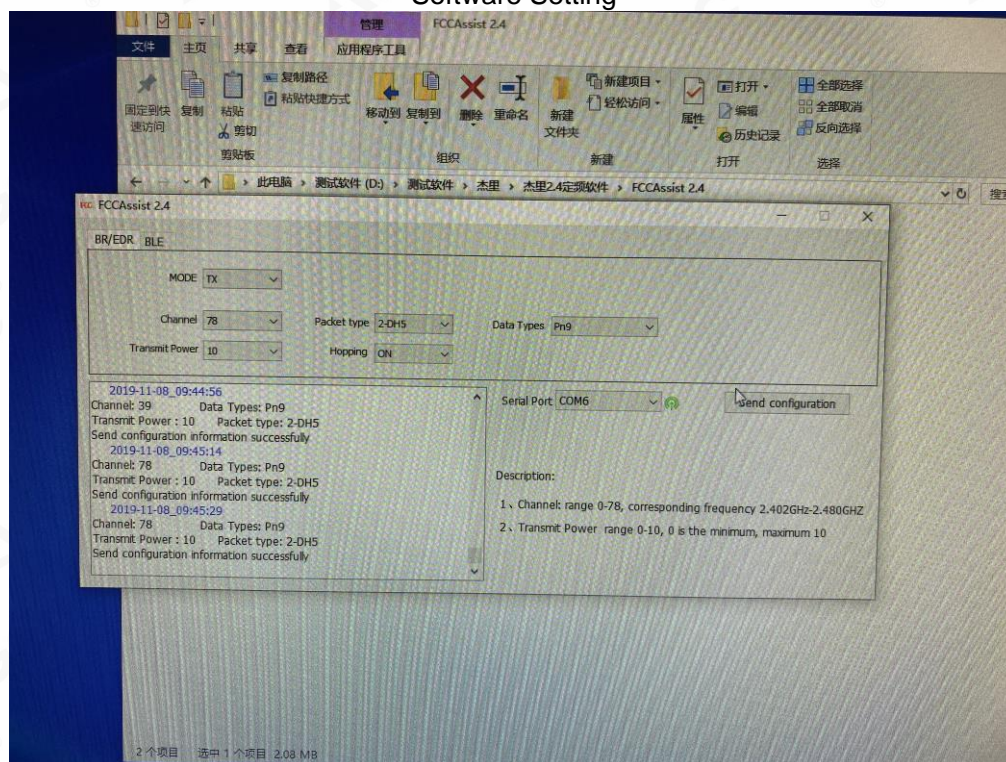 Software Setting
管理 FCCAssist 2.4
文件 主页 共享 查看 应用程序工具
固定到快速访问
复制
粘贴
复制路径
粘贴快捷方式
剪切
剪贴板
移动到 复制到 删除 重命名
组织
新建文件夹
新建项目
轻松访问
新建
属性
打开
编辑
历史记录
打开
全部选择
全部取消
反向选择
选择
此电脑 › 测试软件 (D:) › 测试软件 › 杰里 › 杰里2.4定频软件 › FCCAssist 2.4
FCCAssist 2.4
BR/EDR BLE
MODE TX
Channel 78 Packet type 2-DH5 Data Types Pn9
Transmit Power 10 Hopping ON
2019-11-08_09:44:56
Channel: 39 Data Types: Pn9
Transmit Power : 10 Packet type: 2-DH5
Send configuration information successfully
2019-11-08_09:45:14
Channel: 78 Data Types: Pn9
Transmit Power : 10 Packet type: 2-DH5
Send configuration information successfully
2019-11-08_09:45:29
Channel: 78 Data Types: Pn9
Transmit Power : 10 Packet type: 2-DH5
Send configuration information successfully
Serial Port COM6 Send configuration
Description:
1、Channel: range 0-78, corresponding frequency 2.402GHz-2.480GHZ
2、Transmit Power range 0-10, 0 is the minimum, maximum 10
2 个项目 选中 1 个项目 2.08 MB